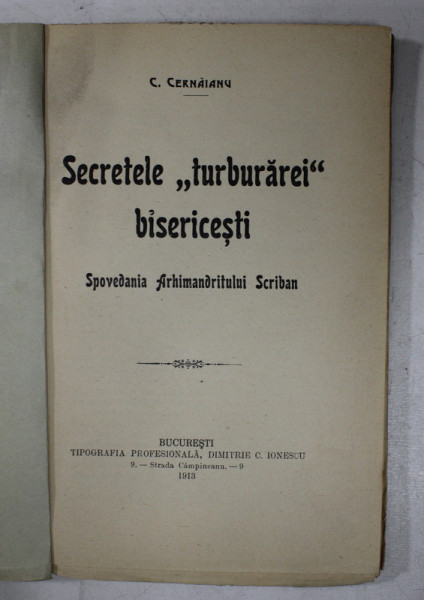 C. CERNĂIANU
Secretele „turburărei“
bisericești
Spovedania Arhimandritului Scriban
BUCUREȘTI
TIPOGRAFIA PROFESIONALĂ, DIMITRIE C. IONESCU
9. — Strada Câmpineanu. — 9
1913